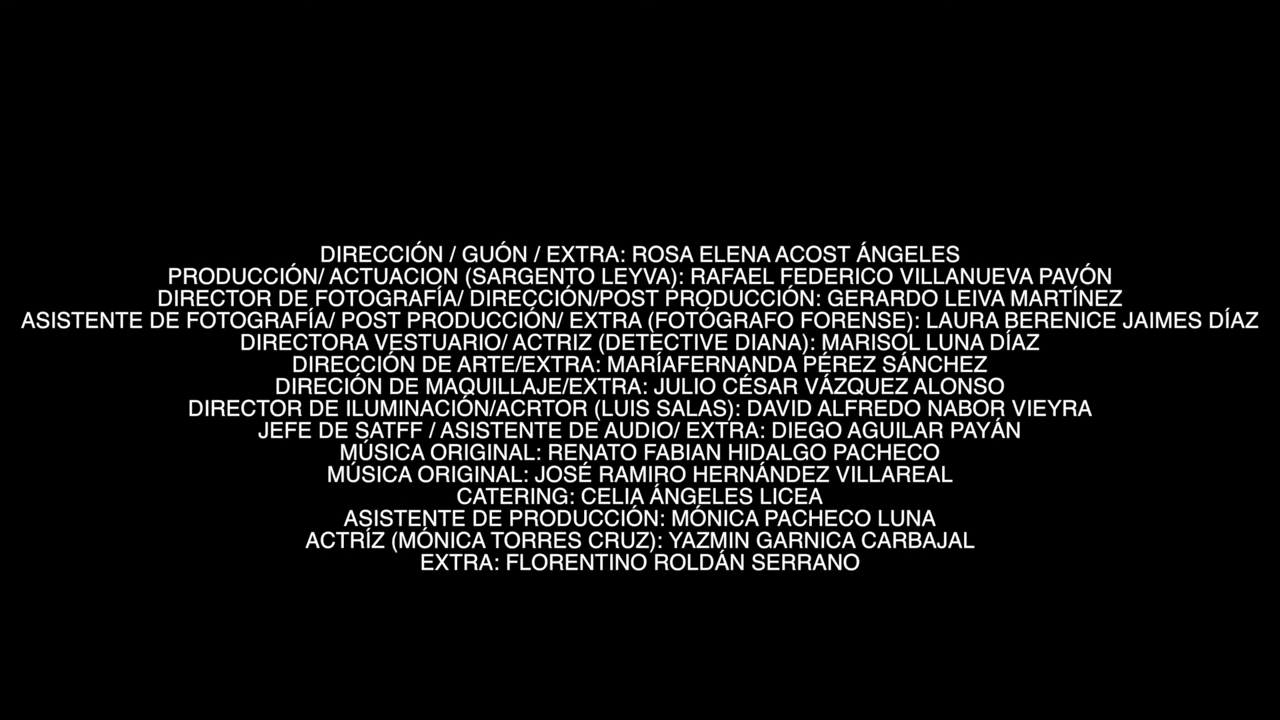 DIRECCIÓN / GUÓN / EXTRA: ROSA ELENA ACOST ÁNGELES
PRODUCCIÓN/ ACTUACION (SARGENTO LEYVA): RAFAEL FEDERICO VILLANUEVA PAVÓN
DIRECTOR DE FOTOGRAFÍA/ DIRECCIÓN/POST PRODUCCIÓN: GERARDO LEIVA MARTÍNEZ
ASISTENTE DE FOTOGRAFÍA/ POST PRODUCCIÓN/ EXTRA (FOTÓGRAFO FORENSE): LAURA BERENICE JAIMES DÍAZ
DIRECTORA VESTUARIO/ ACTRIZ (DETECTIVE DIANA): MARISOL LUNA DÍAZ
DIRECCIÓN DE ARTE/EXTRA: MARÍAFERNANDA PÉREZ SÁNCHEZ
DIRECIÓN DE MAQUILLAJE/EXTRA: JULIO CÉSAR VÁZQUEZ ALONSO
DIRECTOR DE ILUMINACIÓN/ACRTOR (LUIS SALAS): DAVID ALFREDO NABOR VIEYRA
JEFE DE SATFF / ASISTENTE DE AUDIO/ EXTRA: DIEGO AGUILAR PAYÁN
MÚSICA ORIGINAL: RENATO FABIAN HIDALGO PACHECO
MÚSICA ORIGINAL: JOSÉ RAMIRO HERNÁNDEZ VILLAREAL
CATERING: CELIA ÁNGELES LICEA
ASISTENTE DE PRODUCCIÓN: MÓNICA PACHECO LUNA
ACTRÍZ (MÓNICA TORRES CRUZ): YAZMIN GARNICA CARBAJAL
EXTRA: FLORENTINO ROLDÁN SERRANO